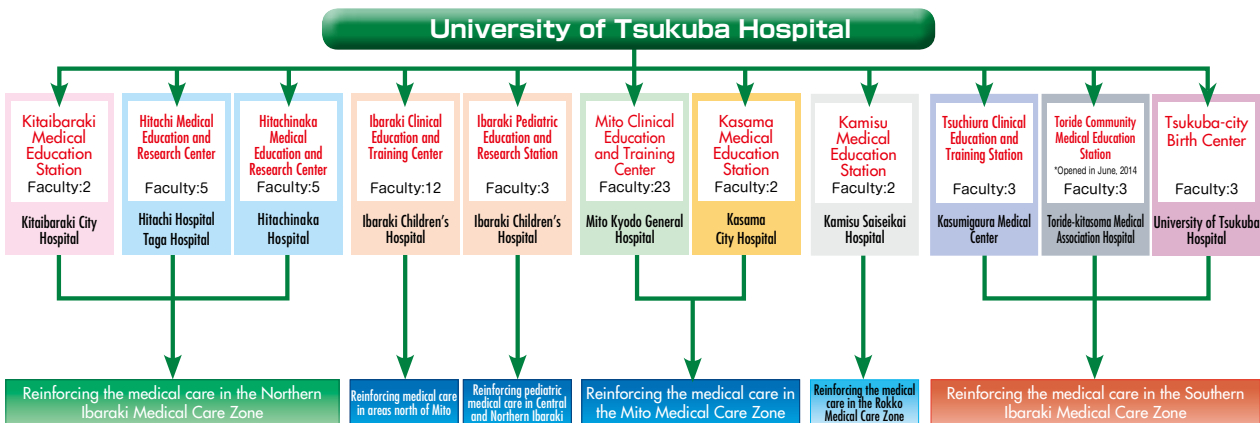 University of Tsukuba Hospital
Kitaibaraki
Medical
Education
Station
Faculty:2
Kitaibaraki City
Hospital
Hitachi Medical
Education and
Research Center
Faculty:5
Hitachi Hospital
Taga Hospital
Hitachinaka
Medical
Education and
Research Center
Faculty:5
Hitachinaka
Hospital
Ibaraki Clinical
Education and
Training Center
Faculty:12
Ibaraki Children's
Hospital
Ibaraki Pediatric
Education and
Research Station
Faculty:3
Ibaraki Children's
Hospital
Mito Clinical
Education
and Training
Center
Faculty:23
Mito Kyodo General
Hospital
Kasama
Medical
Education
Station
Faculty:2
Kasama
City Hospital
Kamisu
Medical
Education
Station
Faculty:2
Kamisu Saiseikai
Hospital
Tsuchiura Clinical
Education and
Training Station
Faculty:3
Kasumigaura Medical
Center
Toride Community
Medical Education
Station
*Opened in June, 2014
Faculty:3
Toride-kitasoma Medical
Association Hospital
Tsukuba-city
Birth Center
Faculty:3
University of Tsukuba
Hospital
Reinforcing the medical care in the Northern
Ibaraki Medical Care Zone
Reinforcing medical care
in areas north of Mito
Reinforcing pediatric
medical care in Central
and Northern Ibaraki
Reinforcing the medical care in
the Mito Medical Care Zone
Reinforcing the medical
care in the Rokko
Medical Care Zone
Reinforcing the medical care in the Southern
Ibaraki Medical Care Zone